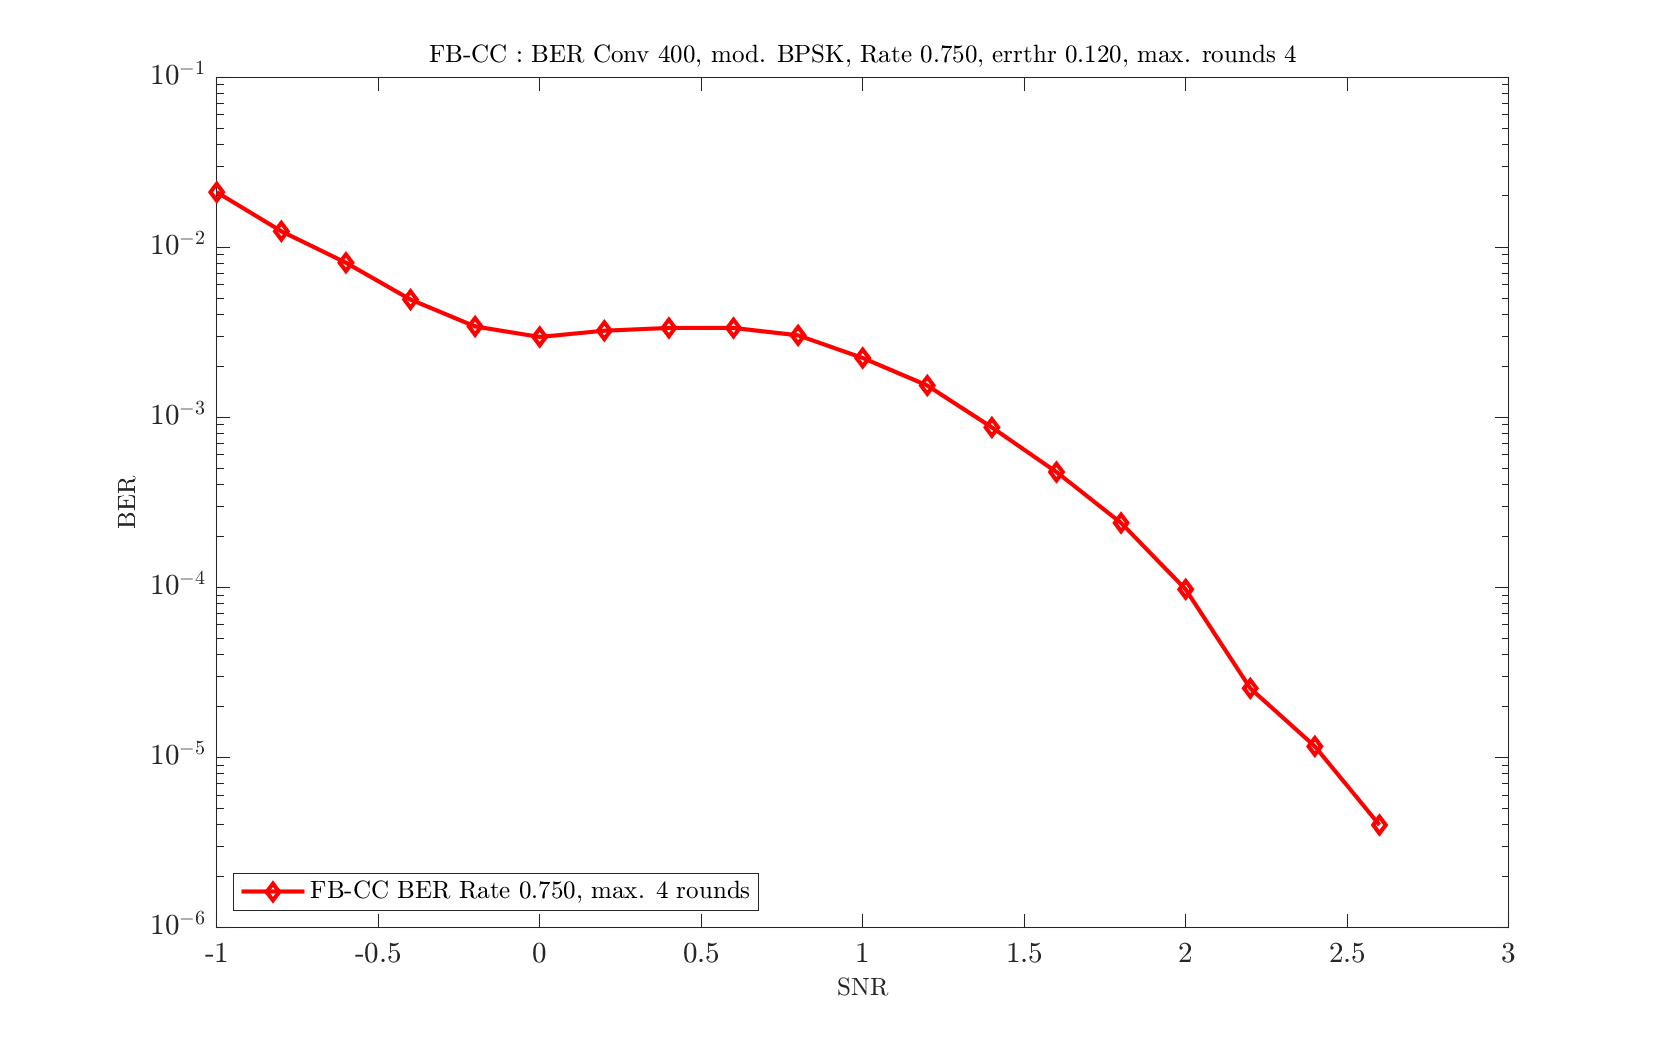 FB-CC : BER Conv 400, mod. BPSK, Rate 0.750, errthr 0.120, max. rounds 4
10^{-1}
10^{-2}
10^{-3}
10^{-4}
10^{-5}
10^{-6}
BER
FB-CC BER Rate 0.750, max. 4 rounds
-1 -0.5 0 0.5 1 1.5 2 2.5 3
SNR